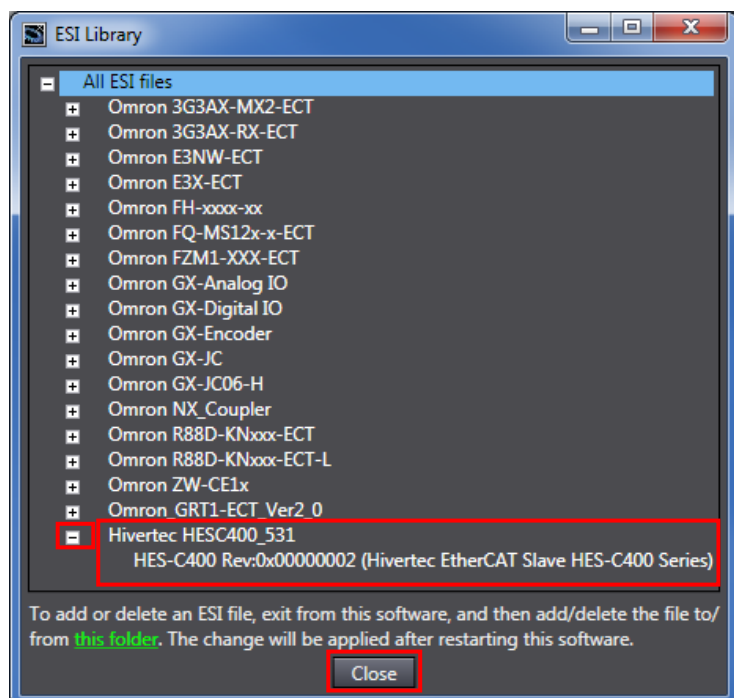 ESI Library
All ESI files
Omron 3G3AX-MX2-ECT
Omron 3G3AX-RX-ECT
Omron E3NW-ECT
Omron E3X-ECT
Omron FH-xxxx-xx
Omron FQ-MS12x-x-ECT
Omron FZM1-XXX-ECT
Omron GX-Analog IO
Omron GX-Digital IO
Omron GX-Encoder
Omron GX-JC
Omron GX-JC06-H
Omron NX_Coupler
Omron R88D-KNxxx-ECT
Omron R88D-KNxxx-ECT-L
Omron ZW-CE1x
Omron_GRT1-ECT_Ver2_0
Hivertec HESC400_531
HES-C400 Rev:0x00000002 (Hivertec EtherCAT Slave HES-C400 Series)
To add or delete an ESI file, exit from this software, and then add/delete the file to/
from this folder. The change will be applied after restarting this software.
Close